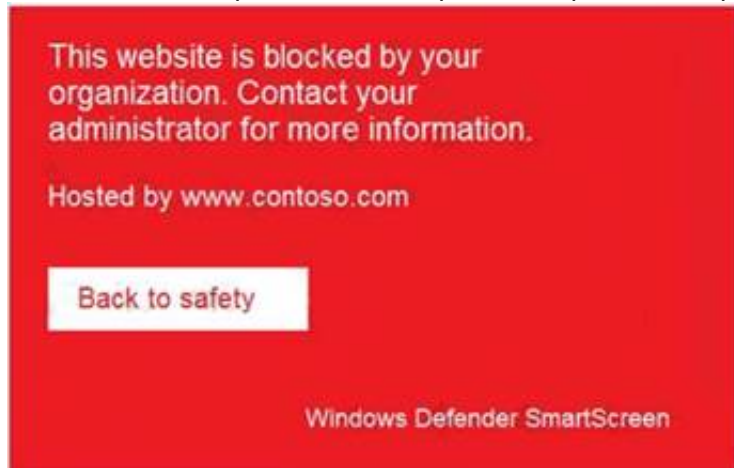 This website is blocked by your
organization. Contact your
administrator for more information.
Hosted by www.contoso.com
Back to safety
Windows Defender SmartScreen